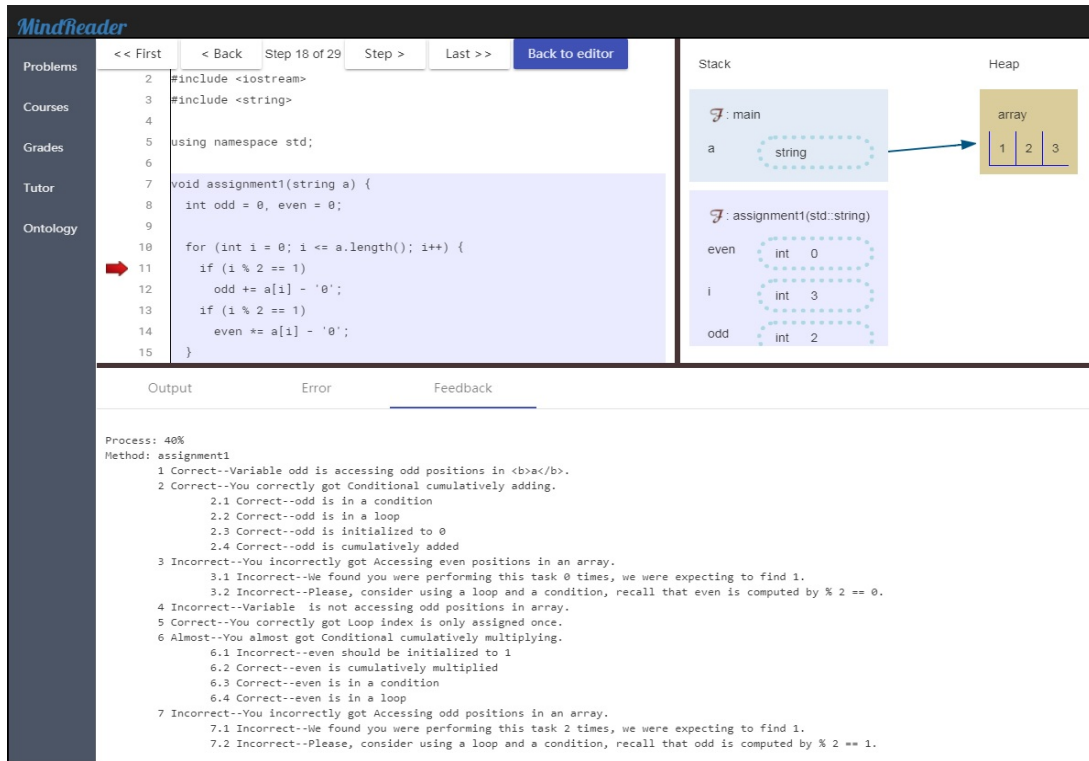 MindReader
Problems
Courses
Grades
Tutor
Ontology
<< First < Back Step 18 of 29 Step > Last >> Back to editor
2 #include <iostream>
3 #include <string>
4
5 using namespace std;
6
7 void assignment1(string a) {
8 int odd = 0, even = 0;
9
10 for (int i = 0; i <= a.length(); i++) {
11 if (i % 2 == 1)
12 odd += a[i] - '0';
13 if (i % 2 == 1)
14 even *= a[i] - '0';
15 }
Stack Heap
F : main
a string
array
1 2 3
F : assignment1(std::string)
even int 0
i int 3
odd int 2
Output Error Feedback
Process: 40%
Method: assignment1
1 Correct--Variable odd is accessing odd positions in <b>a</b>.
2 Correct--You correctly got Conditional cumulatively adding.
2.1 Correct--odd is in a condition
2.2 Correct--odd is in a loop
2.3 Correct--odd is initialized to 0
2.4 Correct--odd is cumulatively added
3 Incorrect--You incorrectly got Accessing even positions in an array.
3.1 Incorrect--We found you were performing this task 0 times, we were expecting to find 1.
3.2 Incorrect--Please, consider using a loop and a condition, recall that even is computed by % 2 == 0.
4 Incorrect--Variable  is not accessing odd positions in array.
5 Correct--You correctly got Loop index is only assigned once.
6 Almost--You almost got Conditional cumulatively multiplying.
6.1 Incorrect--even should be initialized to 1
6.2 Correct--even is cumulatively multiplied
6.3 Correct--even is in a condition
6.4 Correct--even is in a loop
7 Incorrect--You incorrectly got Accessing odd positions in an array.
7.1 Incorrect--We found you were performing this task 2 times, we were expecting to find 1.
7.2 Incorrect--Please, consider using a loop and a condition, recall that odd is computed by % 2 == 1.